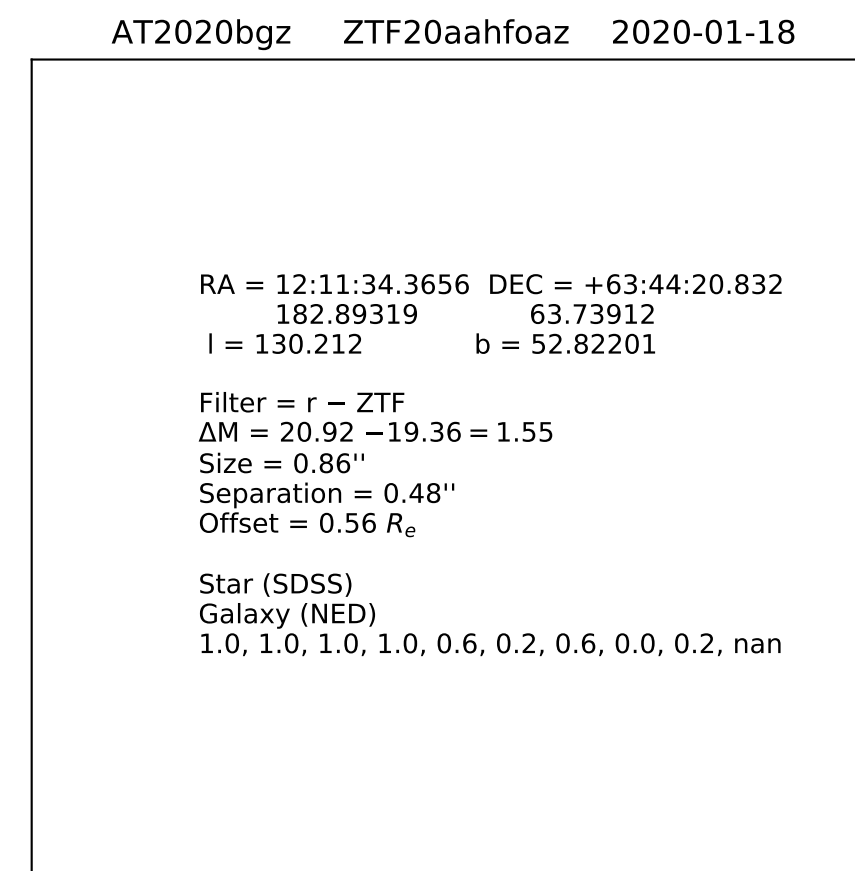 AT2020bgz ZTF20aahfoaz 2020-01-18
RA = 12:11:34.3656 DEC = +63:44:20.832
182.89319 63.73912
l = 130.212 b = 52.82201
Filter = r − ZTF
ΔM = 20.92 −19.36 = 1.55
Size = 0.86''
Separation = 0.48''
Offset = 0.56 Re
Star (SDSS)
Galaxy (NED)
1.0, 1.0, 1.0, 1.0, 0.6, 0.2, 0.6, 0.0, 0.2, nan